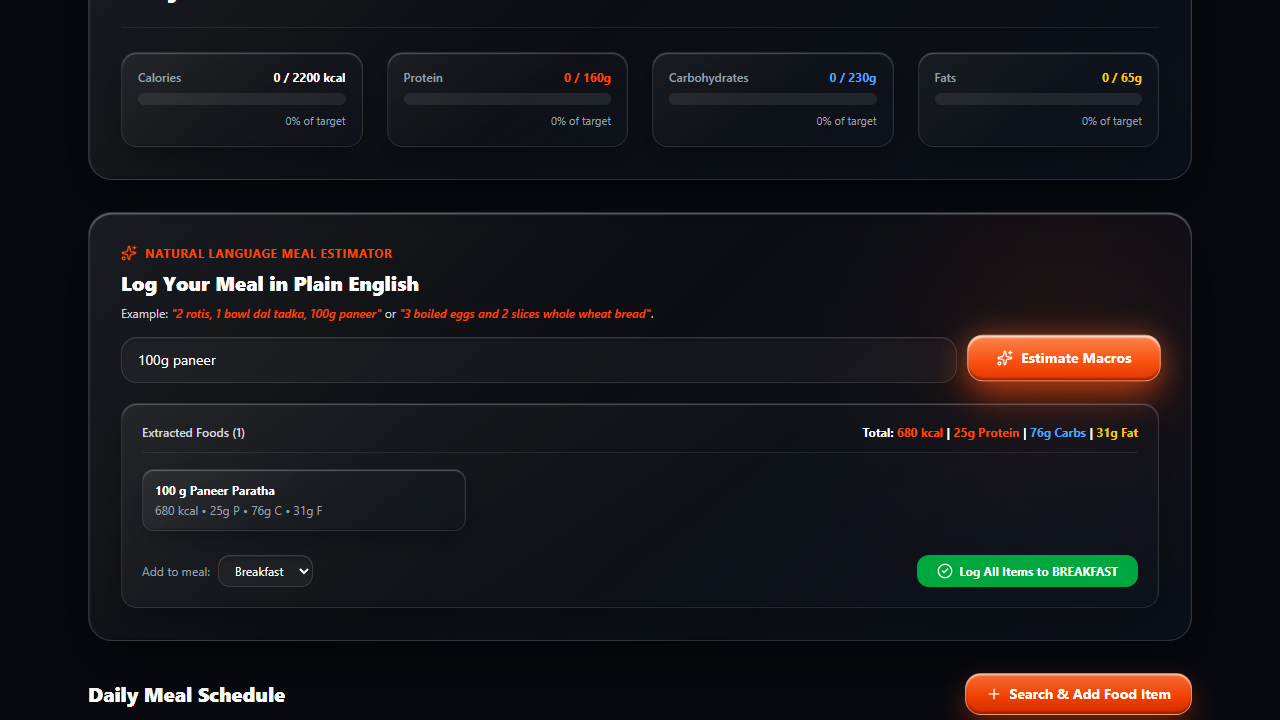 Calories 0 / 2200 kcal
0% of target
Protein 0 / 160g
0% of target
Carbohydrates 0 / 230g
0% of target
Fats 0 / 65g
0% of target
NATURAL LANGUAGE MEAL ESTIMATOR
Log Your Meal in Plain English
Example: "2 rotis, 1 bowl dal tadka, 100g paneer" or "3 boiled eggs and 2 slices whole wheat bread".
100g paneer
Estimate Macros
Extracted Foods (1)
Total: 680 kcal | 25g Protein | 76g Carbs | 31g Fat
100 g Paneer Paratha
680 kcal • 25g P • 76g C • 31g F
Add to meal: Breakfast
Log All Items to BREAKFAST
Daily Meal Schedule
Search & Add Food Item